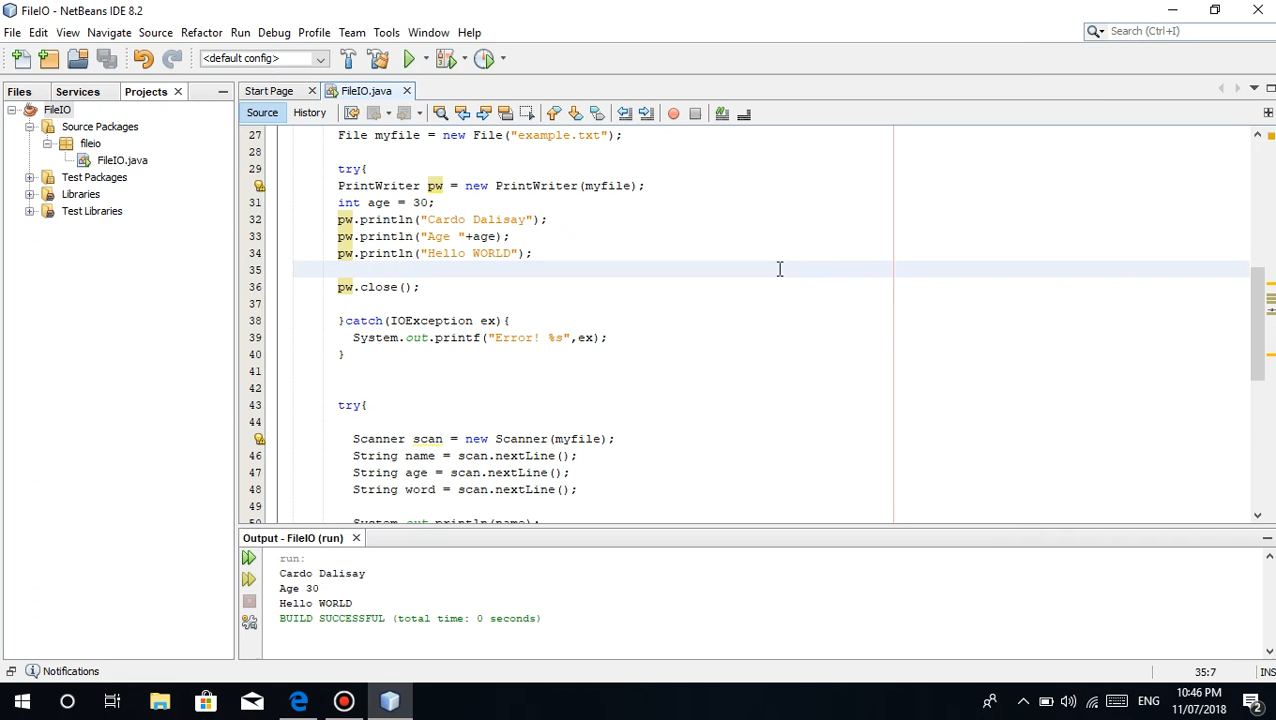 FileIO - NetBeans IDE 8.2
File Edit View Navigate Source Refactor Run Debug Profile Team Tools Window Help
Search (Ctrl+I)
<default config>
Files Services Projects
Start Page FileIO.java
FileIO
Source Packages
fileio
FileIO.java
Test Packages
Libraries
Test Libraries
Source History
27 File myfile = new File("example.txt");
28
29 try{
PrintWriter pw = new PrintWriter(myfile);
31 int age = 30;
32 pw.println("Cardo Dalisay");
33 pw.println("Age "+age);
34 pw.println("Hello WORLD");
35
36 pw.close();
37
38 }catch(IOException ex){
39 System.out.printf("Error! %s",ex);
40 }
41
42
43 try{
44
Scanner scan = new Scanner(myfile);
46 String name = scan.nextLine();
47 String age = scan.nextLine();
48 String word = scan.nextLine();
49
50 System.out.println(name);
Output - FileIO (run)
run:
Cardo Dalisay
Age 30
Hello WORLD
BUILD SUCCESSFUL (total time: 0 seconds)
Notifications
35:7
INS
ENG
10:46 PM
11/07/2018
2